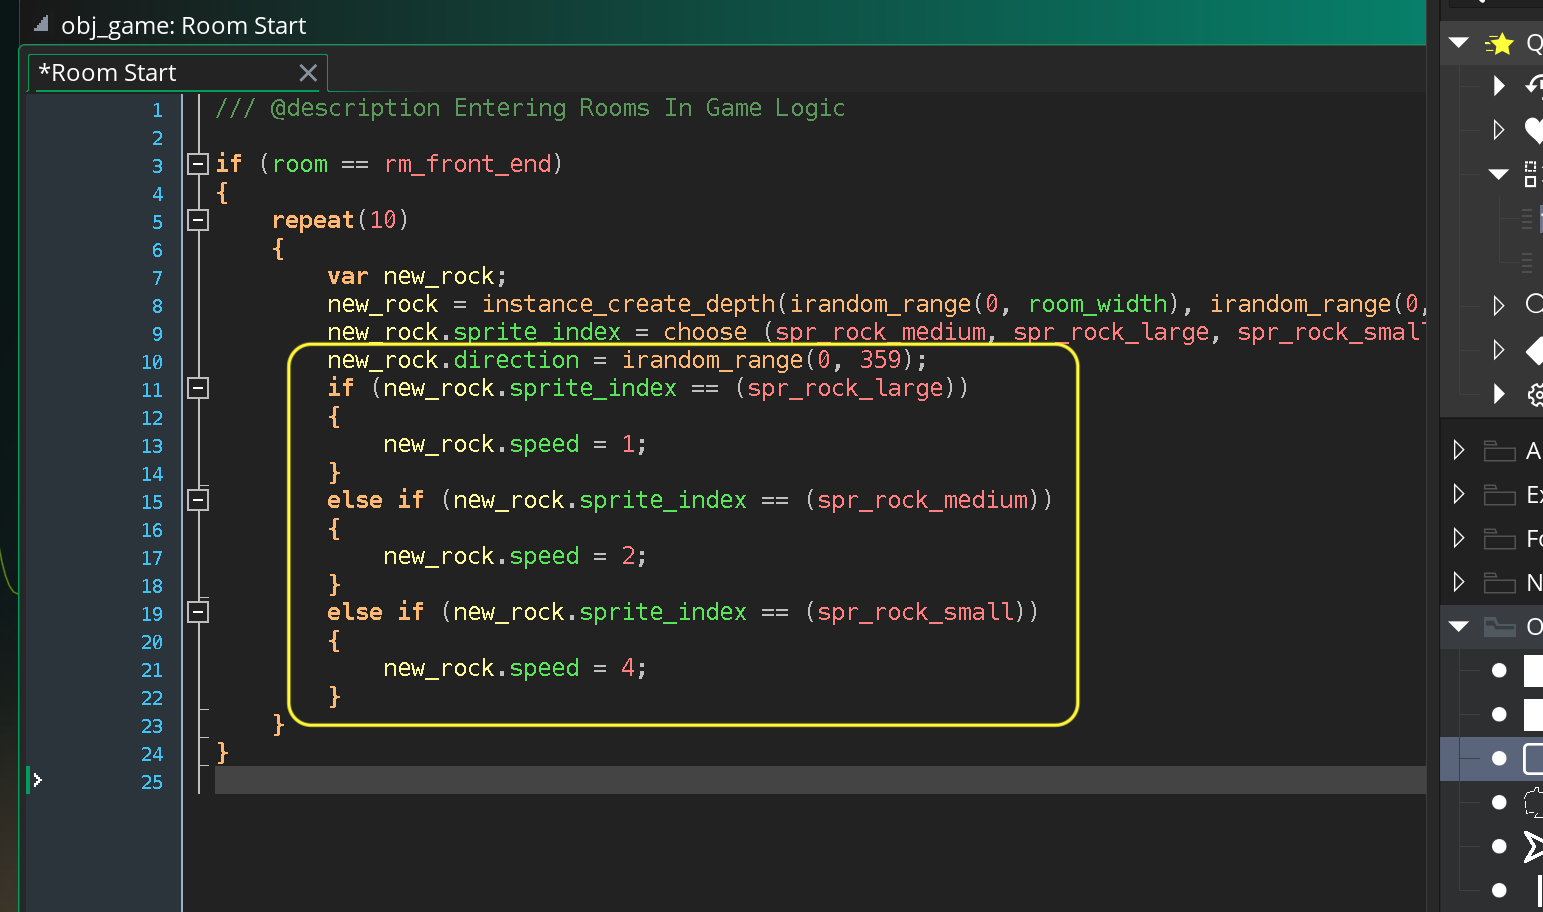 obj_game: Room Start
*Room Start
1 /// @description Entering Rooms In Game Logic
2
3 if (room == rm_front_end)
4 {
5 repeat(10)
6 {
7 var new_rock;
8 new_rock = instance_create_depth(irandom_range(0, room_width), irandom_range(0,
9 new_rock.sprite_index = choose (spr_rock_medium, spr_rock_large, spr_rock_small
10 new_rock.direction = irandom_range(0, 359);
11 if (new_rock.sprite_index == (spr_rock_large))
12 {
13 new_rock.speed = 1;
14 }
15 else if (new_rock.sprite_index == (spr_rock_medium))
16 {
17 new_rock.speed = 2;
18 }
19 else if (new_rock.sprite_index == (spr_rock_small))
20 {
21 new_rock.speed = 4;
22 }
23 }
24 }
25